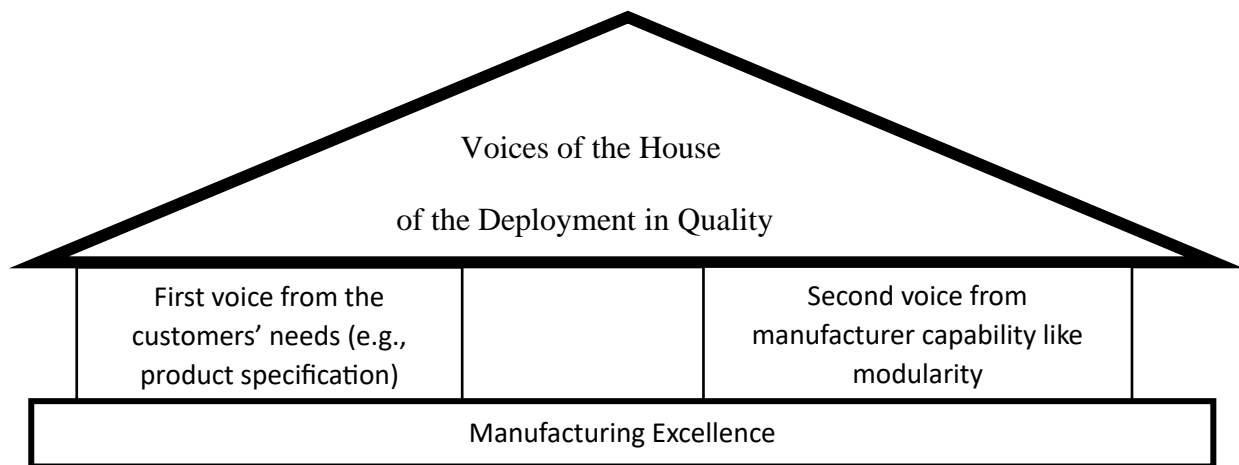 Voices of the House
of the Deployment in Quality
First voice from the
customers’ needs (e.g.,
product specification)
Second voice from
manufacturer capability like
modularity
Manufacturing Excellence